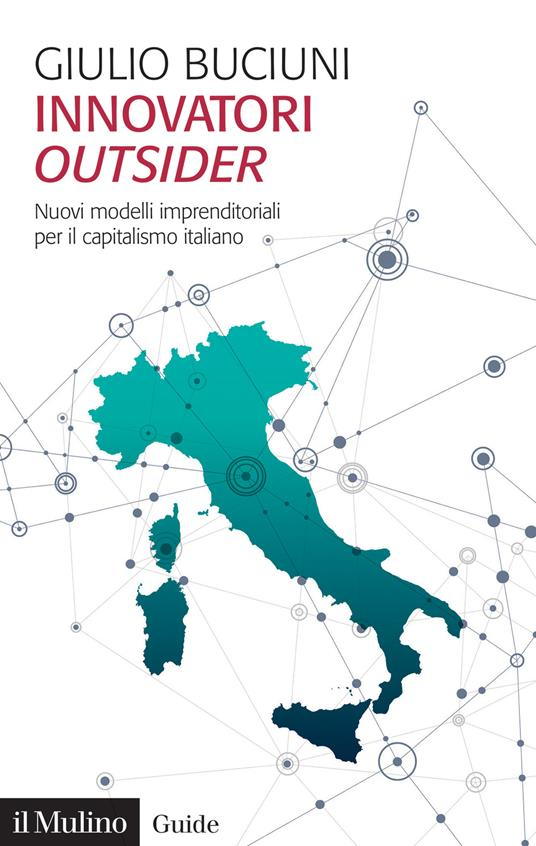 GIULIO BUCIUNI
INNOVATORI
OUTSIDER
Nuovi modelli imprenditoriali
per il capitalismo italiano
il Mulino Guide